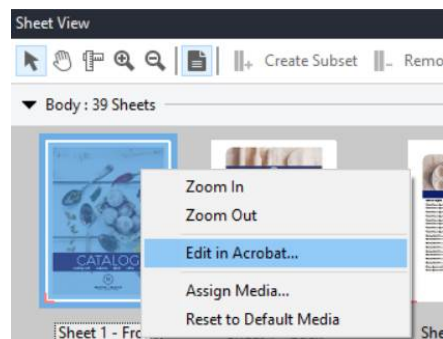 Sheet View
Create Subset
Body : 39 Sheets
CATALOG
Zoom In
Zoom Out
Edit in Acrobat...
Assign Media...
Reset to Default Media
Sheet 1 -